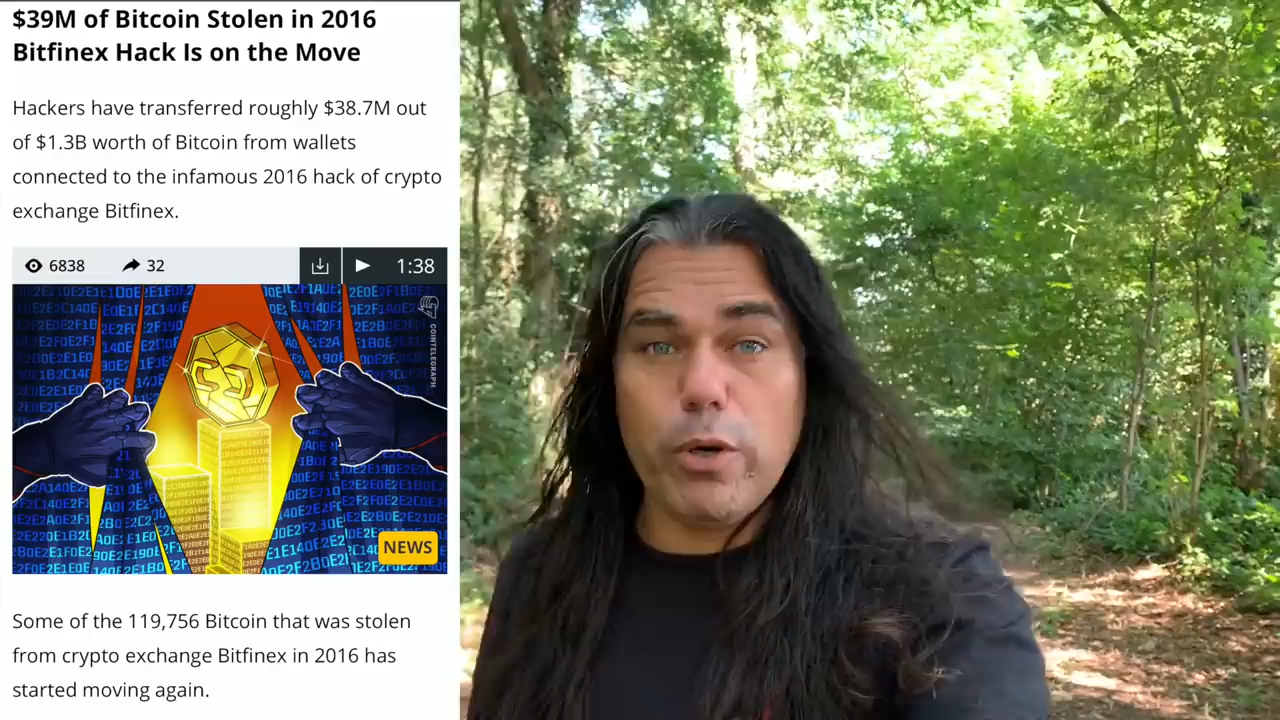 $39M of Bitcoin Stolen in 2016
Bitfinex Hack Is on the Move
Hackers have transferred roughly $38.7M out
of $1.3B worth of Bitcoin from wallets
connected to the infamous 2016 hack of crypto
exchange Bitfinex.
6838 32 1:38
COINTELEGRAPH
NEWS
Some of the 119,756 Bitcoin that was stolen
from crypto exchange Bitfinex in 2016 has
started moving again.